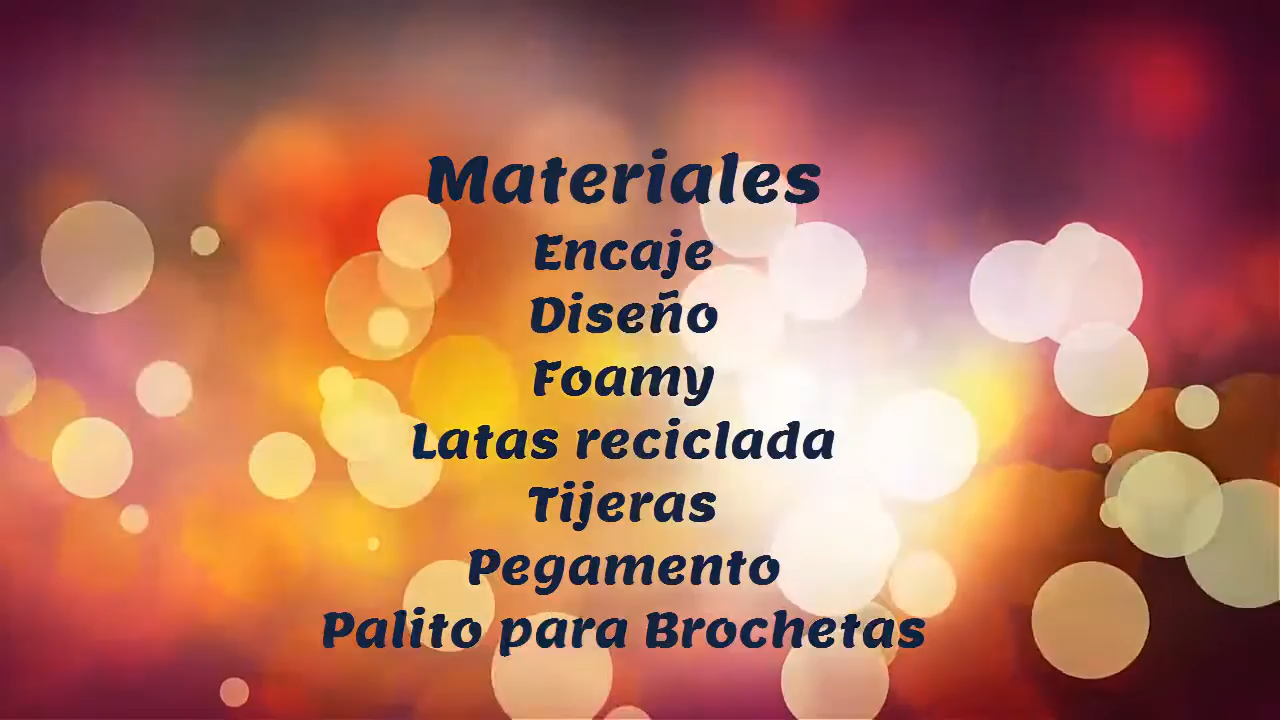 Materiales
Encaje
Diseño
Foamy
Latas reciclada
Tijeras
Pegamento
Palito para Brochetas